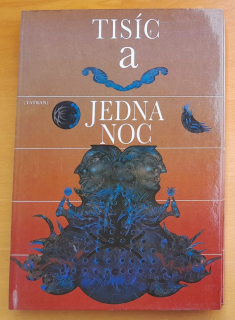 TISÍC
a
(TATRAN)
JEDNA
NOC